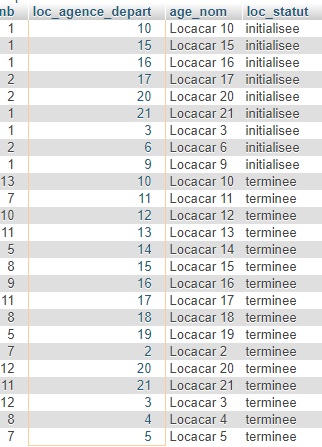 nb loc_agence_depart age_nom loc_statut
1 10 Locacar 10 initialisee
1 15 Locacar 15 initialisee
1 16 Locacar 16 initialisee
2 17 Locacar 17 initialisee
2 20 Locacar 20 initialisee
1 21 Locacar 21 initialisee
1 3 Locacar 3 initialisee
2 6 Locacar 6 initialisee
1 9 Locacar 9 initialisee
13 10 Locacar 10 terminee
7 11 Locacar 11 terminee
10 12 Locacar 12 terminee
11 13 Locacar 13 terminee
5 14 Locacar 14 terminee
8 15 Locacar 15 terminee
9 16 Locacar 16 terminee
11 17 Locacar 17 terminee
8 18 Locacar 18 terminee
5 19 Locacar 19 terminee
7 2 Locacar 2 terminee
12 20 Locacar 20 terminee
11 21 Locacar 21 terminee
12 3 Locacar 3 terminee
8 4 Locacar 4 terminee
7 5 Locacar 5 terminee